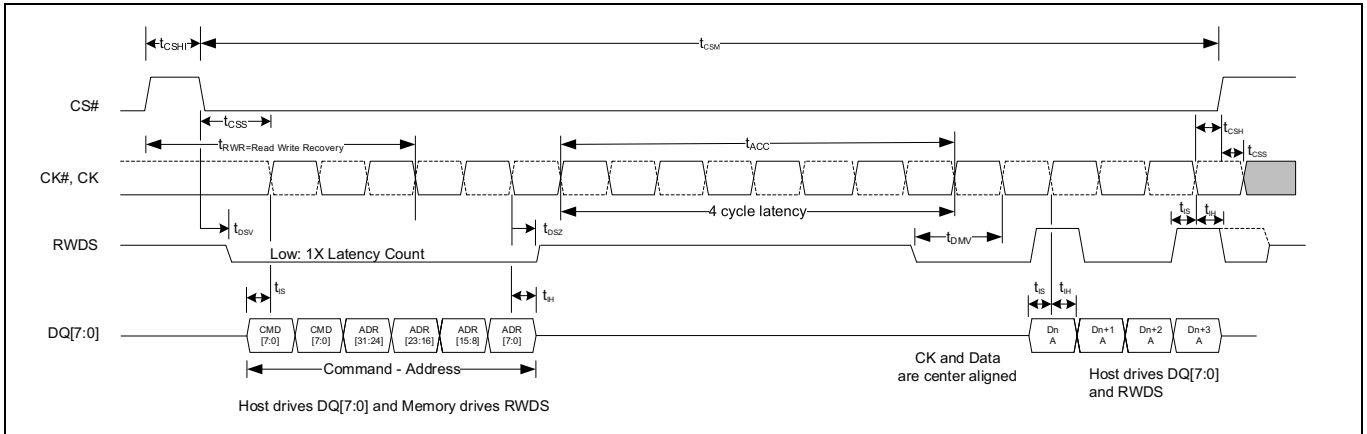 tCSHI
tCSM
CS#
tCSS
tCSH
tRWR=Read Write Recovery
tACC
tCSS
CK#, CK
4 cycle latency
tIS
tIH
tDSV
tDSZ
tDMV
RWDS
Low: 1X Latency Count
tIS
tIH
tIS
tIH
DQ[7:0]
CMD
[7:0]
CMD
[7:0]
ADR
[31:24]
ADR
[23:16]
ADR
[15:8]
ADR
[7:0]
Dn
A
Dn+1
A
Dn+2
A
Dn+3
A
Command - Address
CK and Data
are center aligned
Host drives DQ[7:0]
and RWDS
Host drives DQ[7:0] and Memory drives RWDS